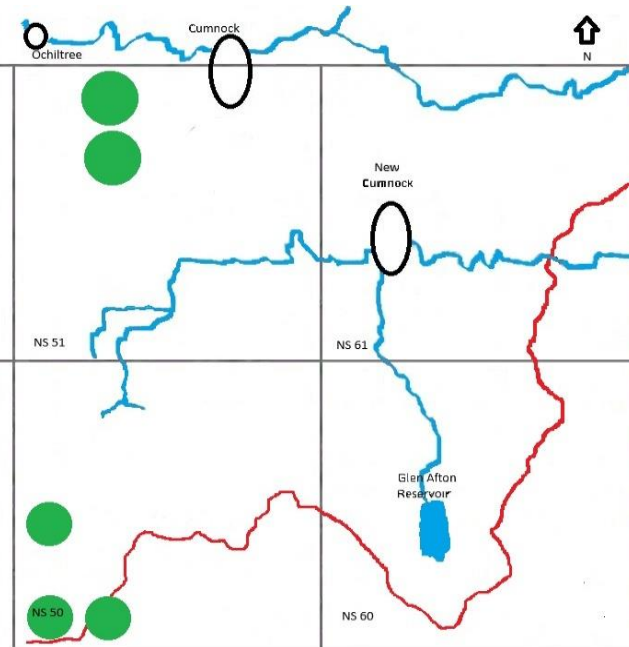 Cumnock
Ochiltree
N
New
Cumnock
NS 51
NS 61
Glen Afton
Reservoir
NS 50
NS 60